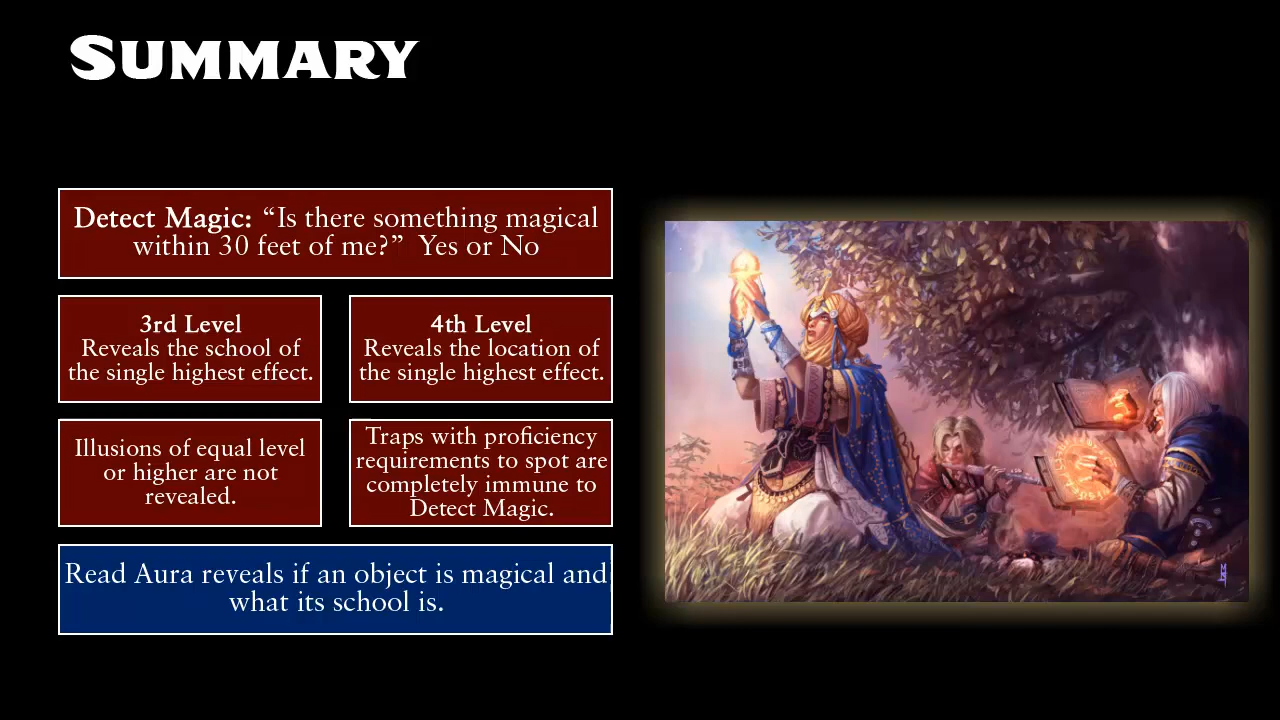 SUMMARY
Detect Magic: “Is there something magical
within 30 feet of me?” Yes or No
3rd Level
Reveals the school of
the single highest effect.
4th Level
Reveals the location of
the single highest effect.
Illusions of equal level
or higher are not
revealed.
Traps with proficiency
requirements to spot are
completely immune to
Detect Magic.
Read Aura reveals if an object is magical and
what its school is.